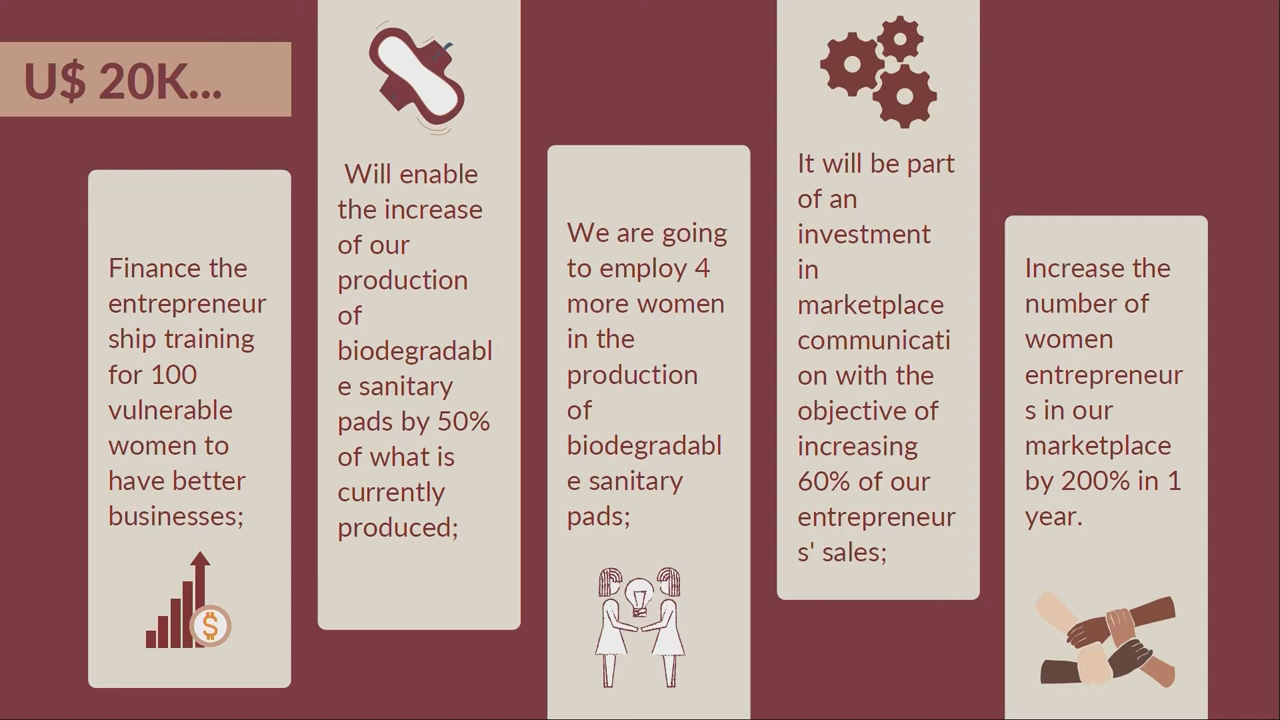 U$ 20K...
Finance the
entrepreneur
ship training
for 100
vulnerable
women to
have better
businesses;
$
Will enable
the increase
of our
production
of
biodegradabl
e sanitary
pads by 50%
of what is
currently
produced;
We are going
to employ 4
more women
in the
production
of
biodegradabl
e sanitary
pads;
It will be part
of an
investment
in
marketplace
communicati
on with the
objective of
increasing
60% of our
entrepreneur
s' sales;
Increase the
number of
women
entrepreneur
s in our
marketplace
by 200% in 1
year.